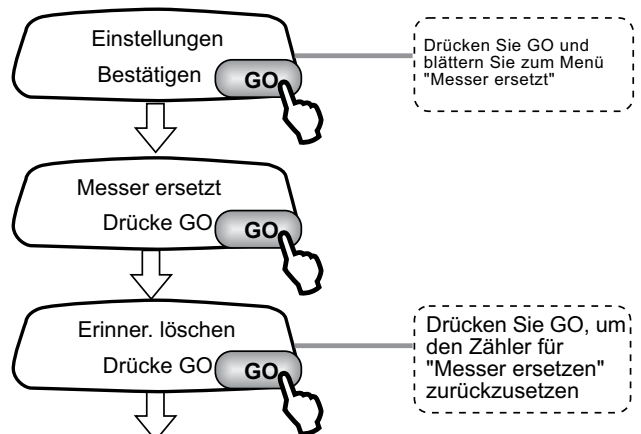 Einstellungen
Bestätigen GO
Drücken Sie GO und
blättern Sie zum Menü
"Messer ersetzt"
Messer ersetzt
Drücke GO GO
Erinner. löschen
Drücke GO GO
Drücken Sie GO, um
den Zähler für
"Messer ersetzen"
zurückzusetzen